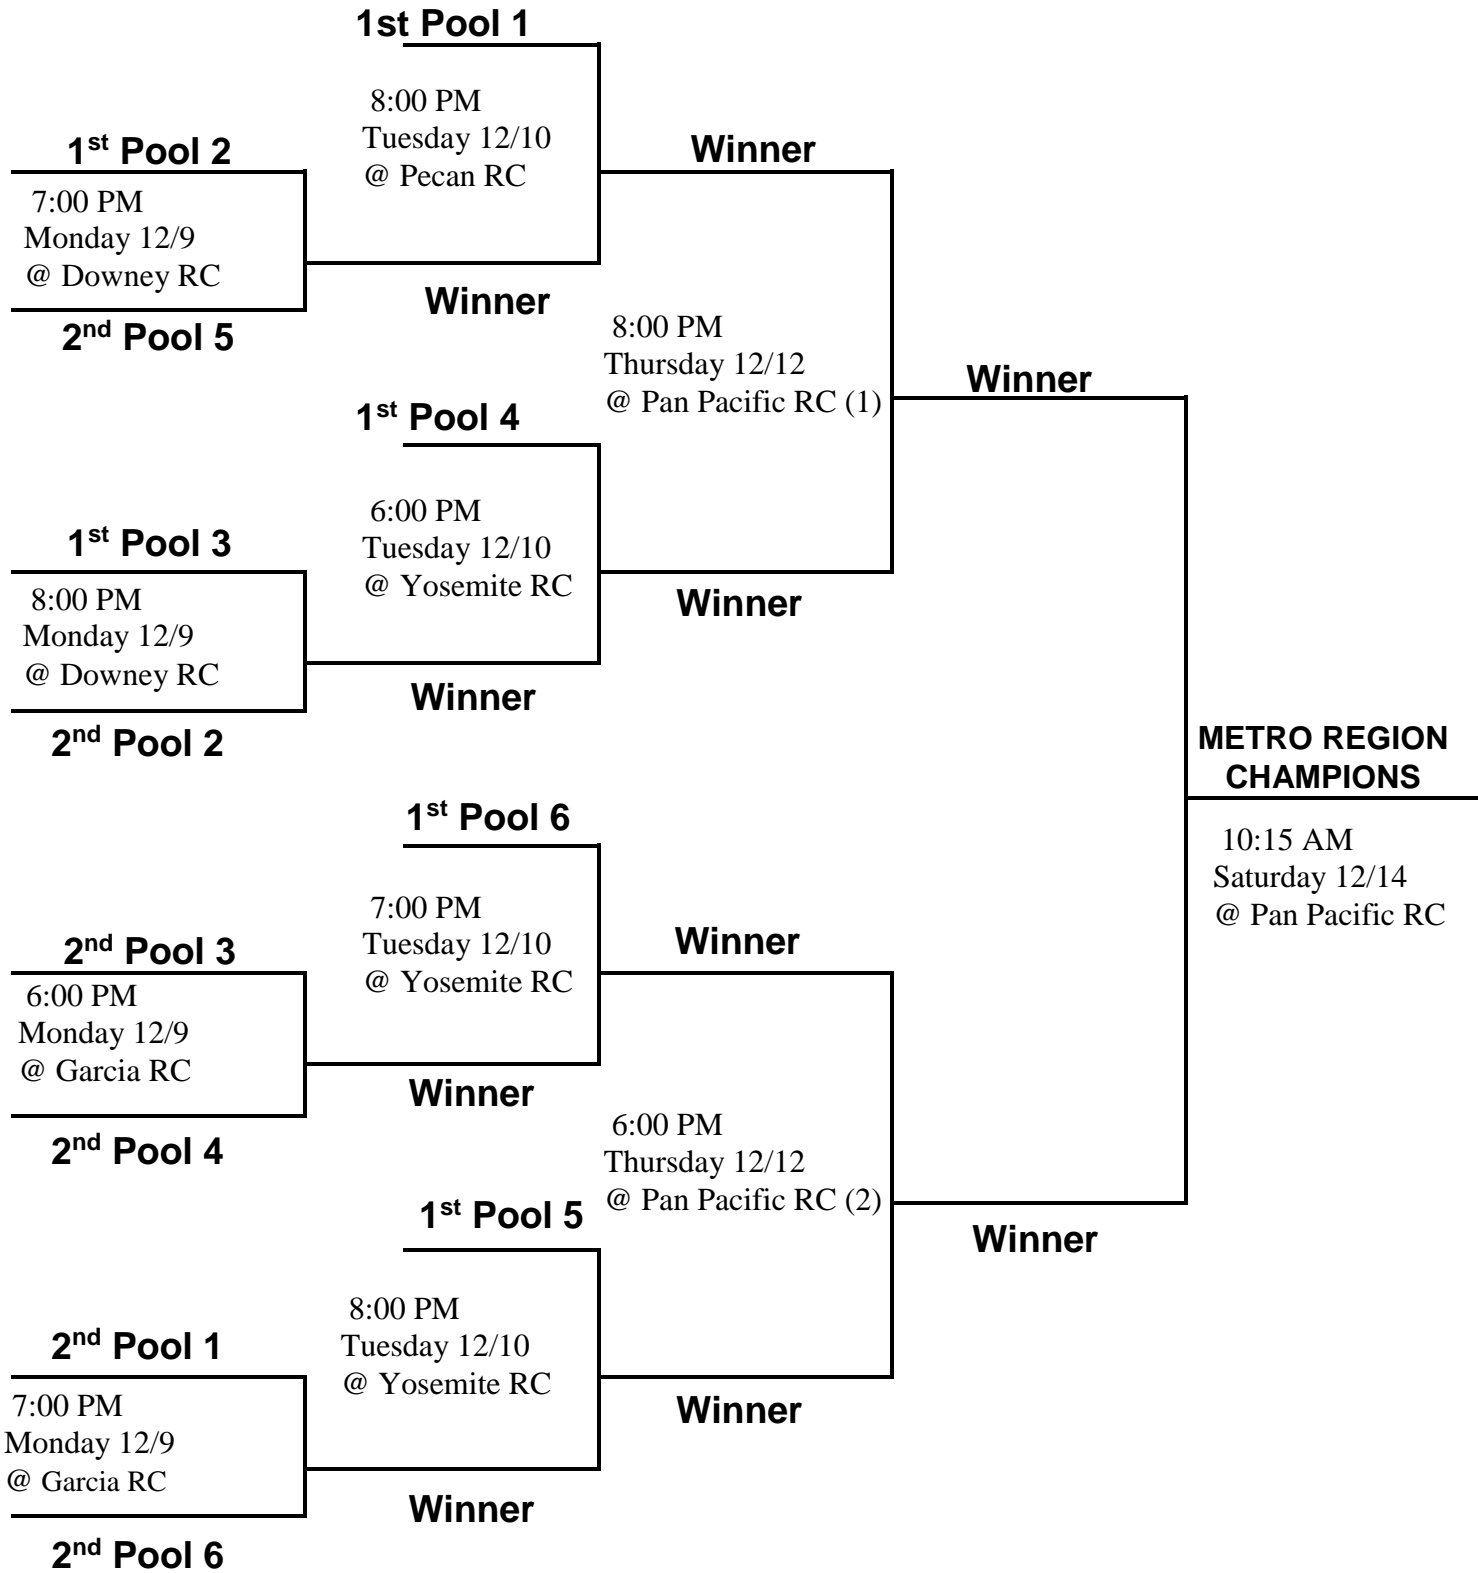 1st Pool 1
8:00 PM
Tuesday 12/10
@ Pecan RC
1st Pool 2
7:00 PM
Monday 12/9
@ Downey RC
2nd Pool 5
Winner
Winner
8:00 PM
Thursday 12/12
@ Pan Pacific RC (1)
Winner
1st Pool 4
6:00 PM
Tuesday 12/10
@ Yosemite RC
1st Pool 3
8:00 PM
Monday 12/9
@ Downey RC
2nd Pool 2
Winner
Winner
METRO REGION
CHAMPIONS
10:15 AM
Saturday 12/14
@ Pan Pacific RC
1st Pool 6
7:00 PM
Tuesday 12/10
@ Yosemite RC
2nd Pool 3
6:00 PM
Monday 12/9
@ Garcia RC
2nd Pool 4
Winner
Winner
6:00 PM
Thursday 12/12
@ Pan Pacific RC (2)
Winner
1st Pool 5
8:00 PM
Tuesday 12/10
@ Yosemite RC
2nd Pool 1
7:00 PM
Monday 12/9
@ Garcia RC
2nd Pool 6
Winner
Winner